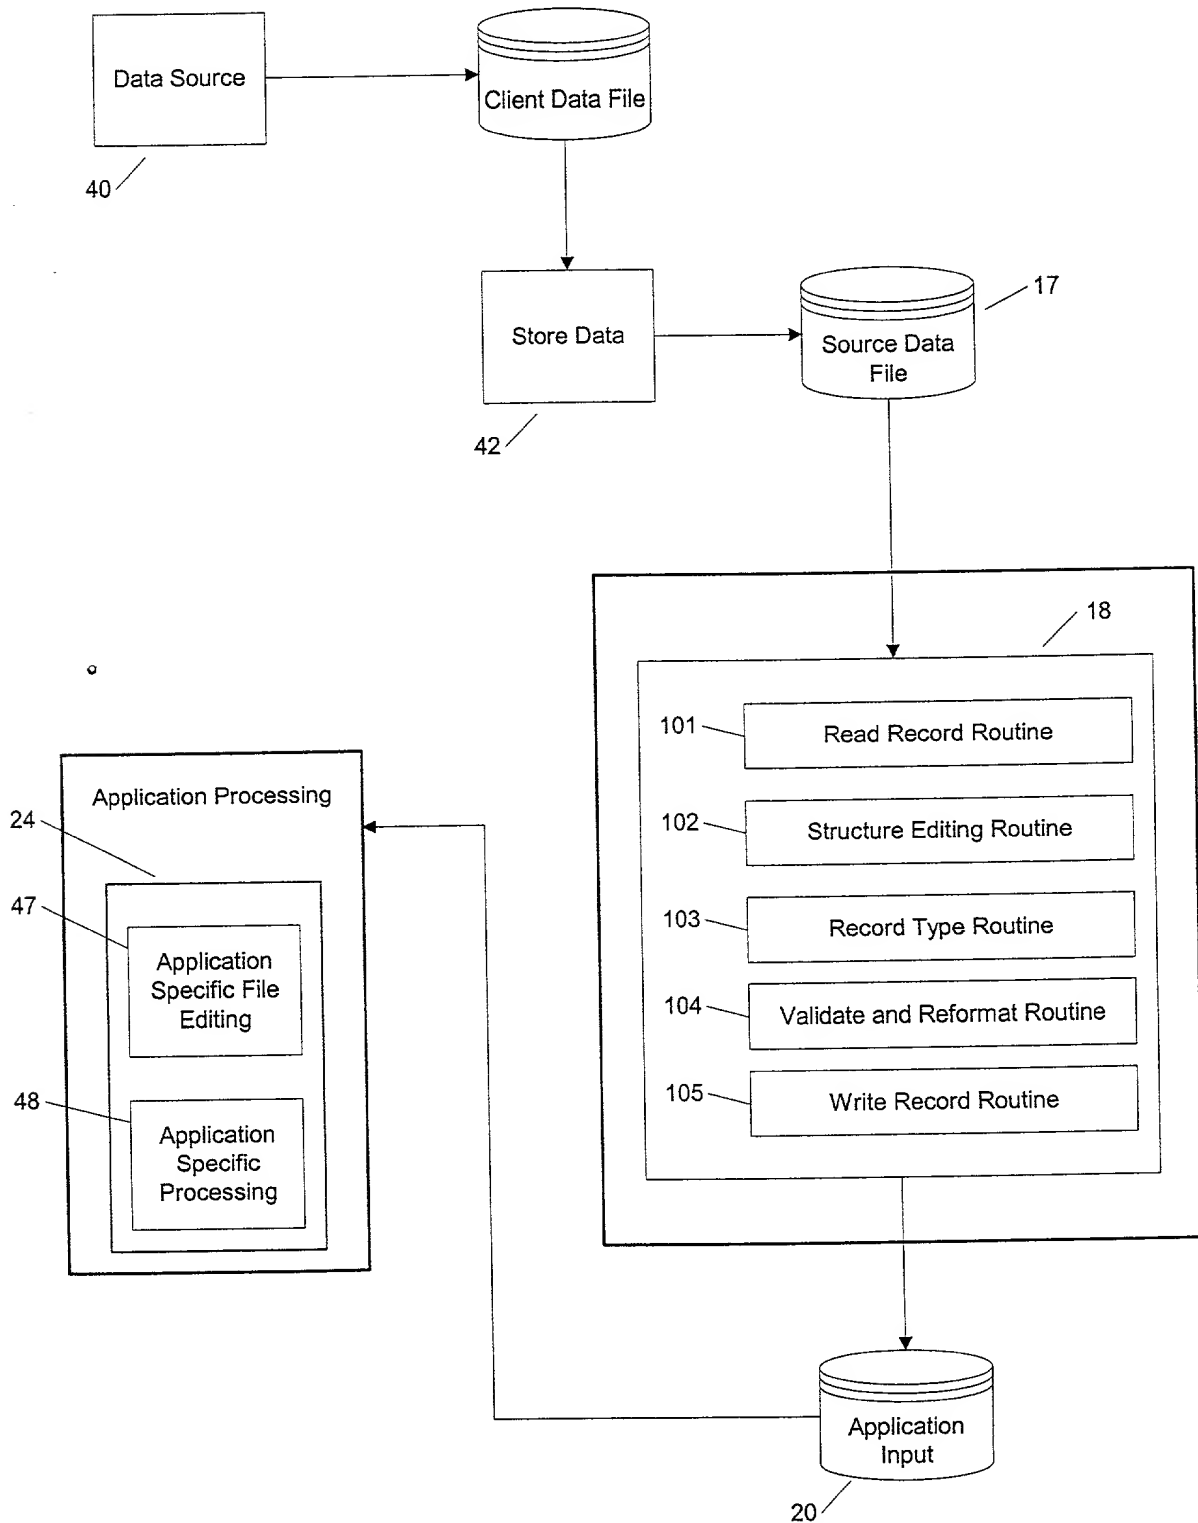 Data Source
40
Client Data File
Store Data
42
Source Data
File
17
18
101
Read Record Routine
102
Structure Editing Routine
103
Record Type Routine
104
Validate and Reformat Routine
105
Write Record Routine
Application Processing
24
47
Application
Specific File
Editing
48
Application
Specific
Processing
Application
Input
20